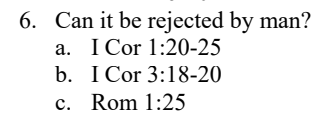 6. Can it be rejected by man?
a. I Cor 1:20-25
b. I Cor 3:18-20
c. Rom 1:25